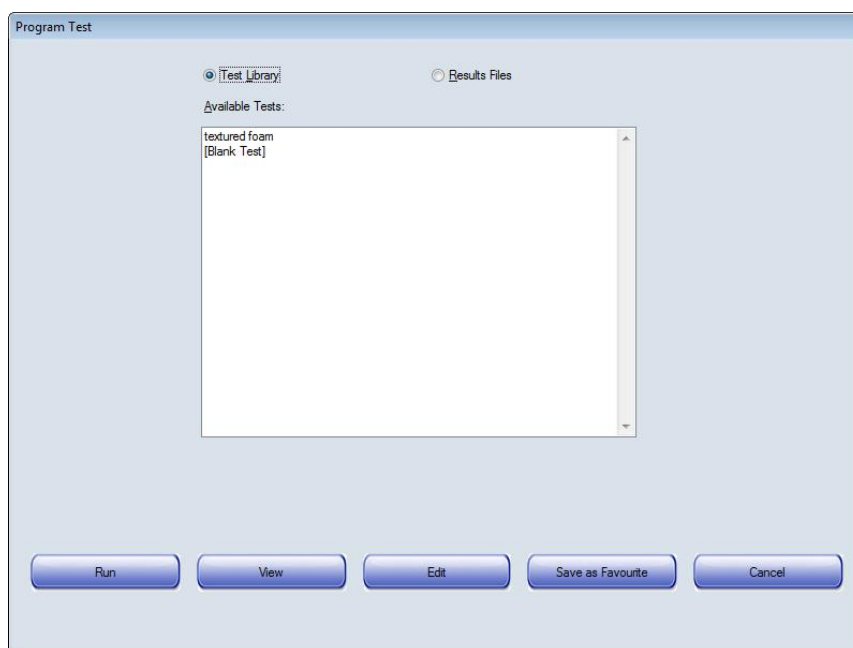 Program Test
Test Library Results Files
Available Tests:
textured foam
[Blank Test]
Run View Edit Save as Favourite Cancel